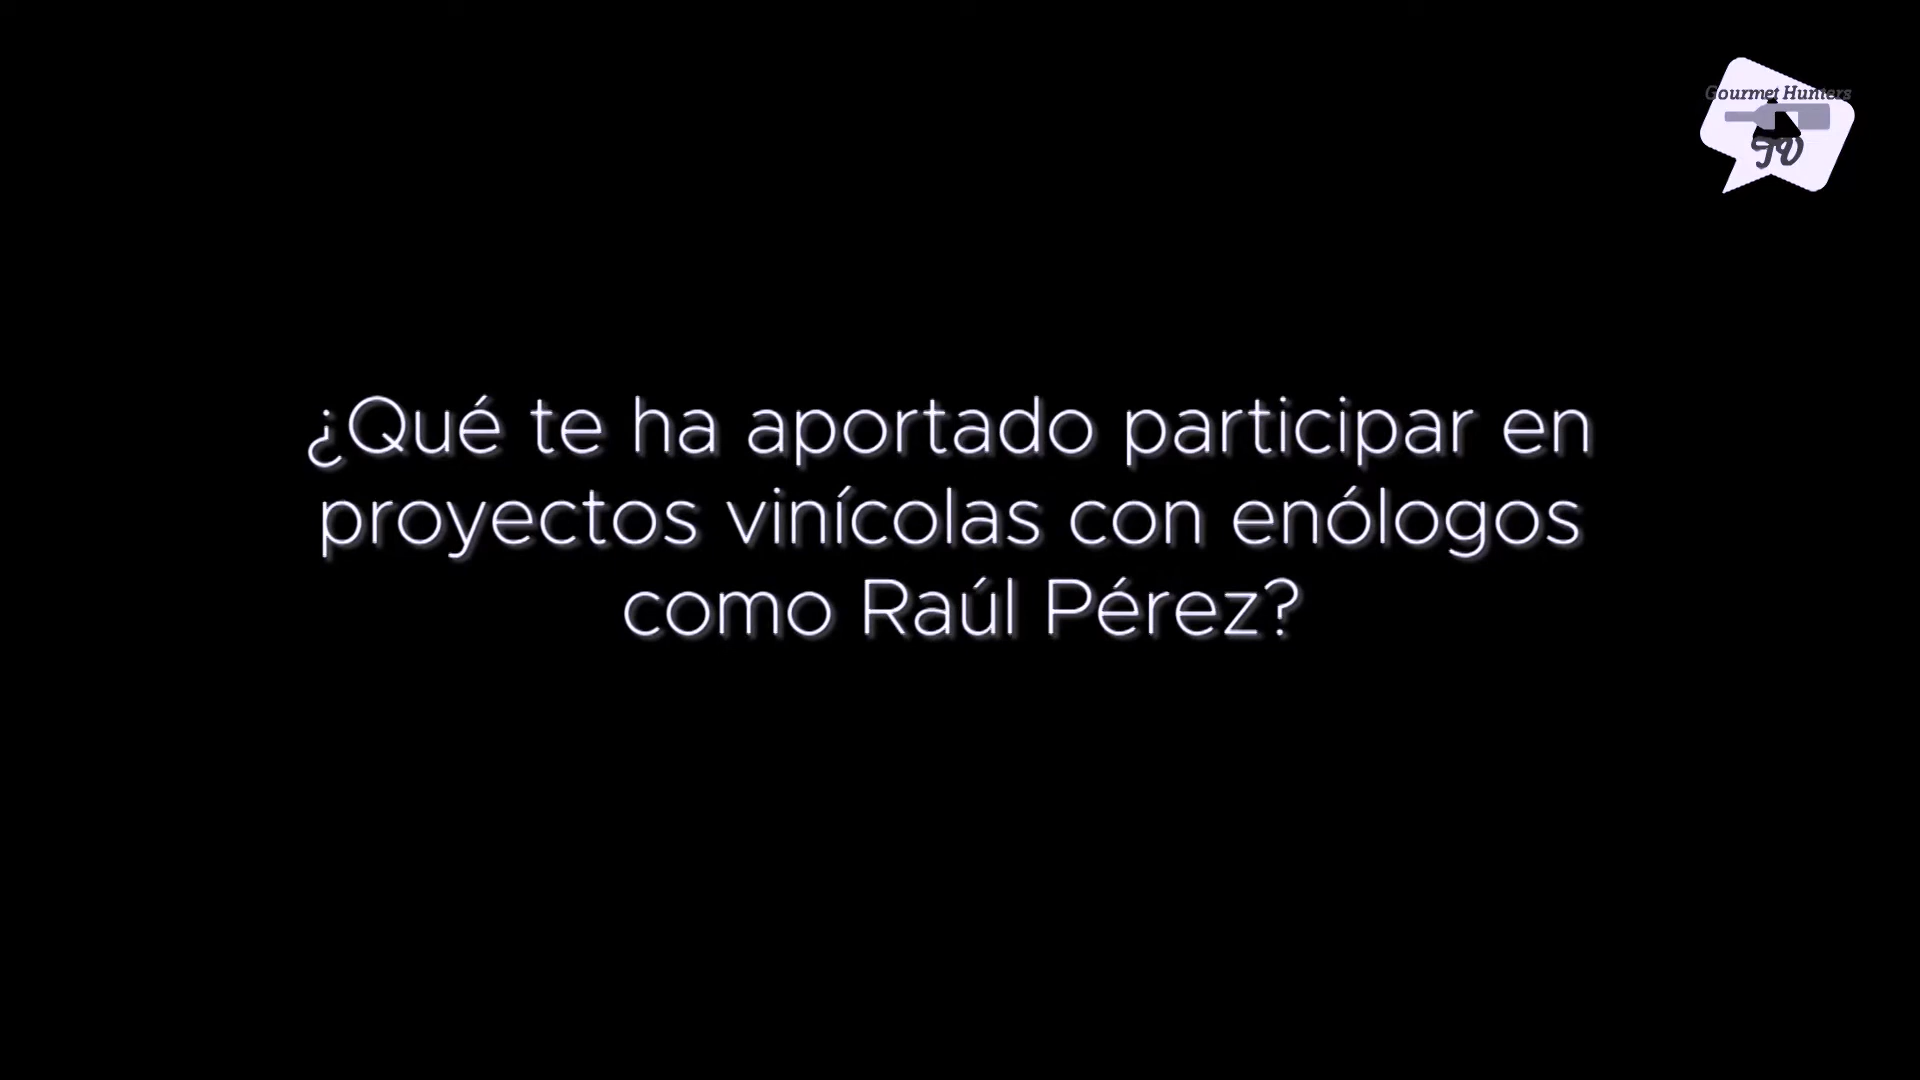 Gourmet Hunters
TV
¿Qué te ha aportado participar en
proyectos vinícolas con enólogos
como Raúl Pérez?